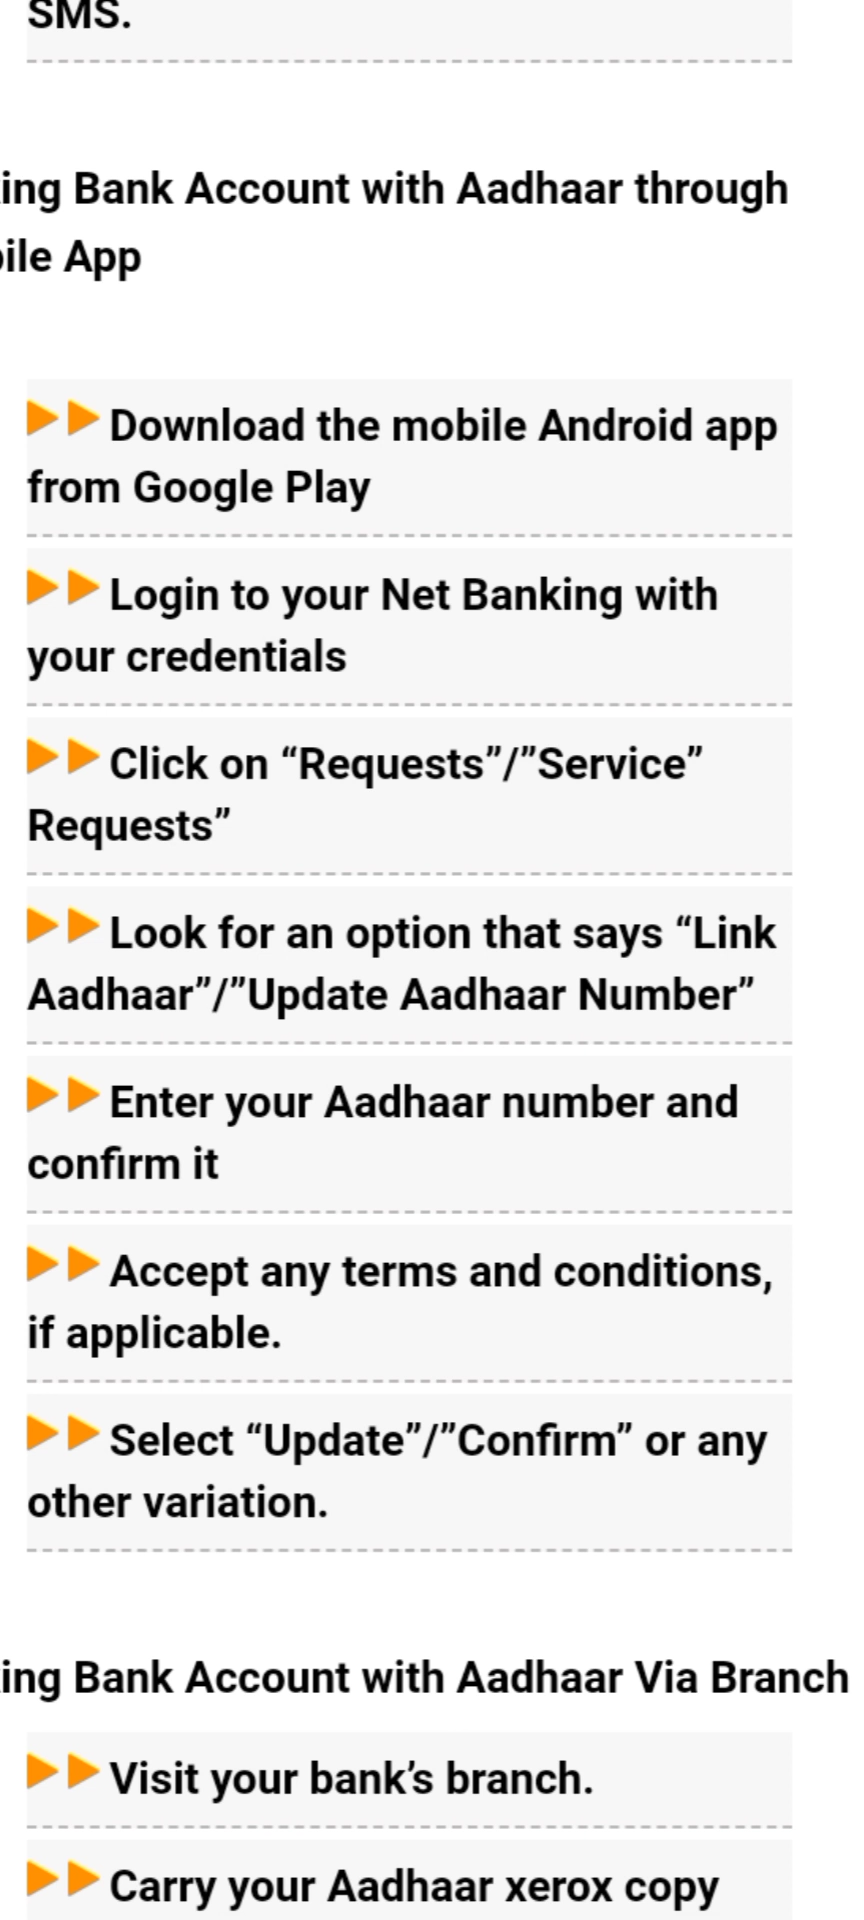 SMS.
ing Bank Account with Aadhaar through
ile App
▶▶ Download the mobile Android app
from Google Play
▶▶ Login to your Net Banking with
your credentials
▶▶ Click on “Requests”/”Service”
Requests”
▶▶ Look for an option that says “Link
Aadhaar”/”Update Aadhaar Number”
▶▶ Enter your Aadhaar number and
confirm it
▶▶ Accept any terms and conditions,
if applicable.
▶▶ Select “Update”/”Confirm” or any
other variation.
ing Bank Account with Aadhaar Via Branch
▶▶ Visit your bank’s branch.
▶▶ Carry your Aadhaar xerox copy